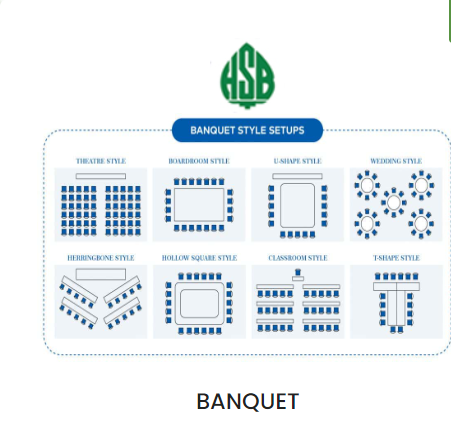 HSB
BANQUET STYLE SETUPS
THEATRE STYLE
BOARDROOM STYLE
U-SHAPE STYLE
WEDDING STYLE
HERRINGBONE STYLE
HOLLOW SQUARE STYLE
CLASSROOM STYLE
T-SHAPE STYLE
BANQUET